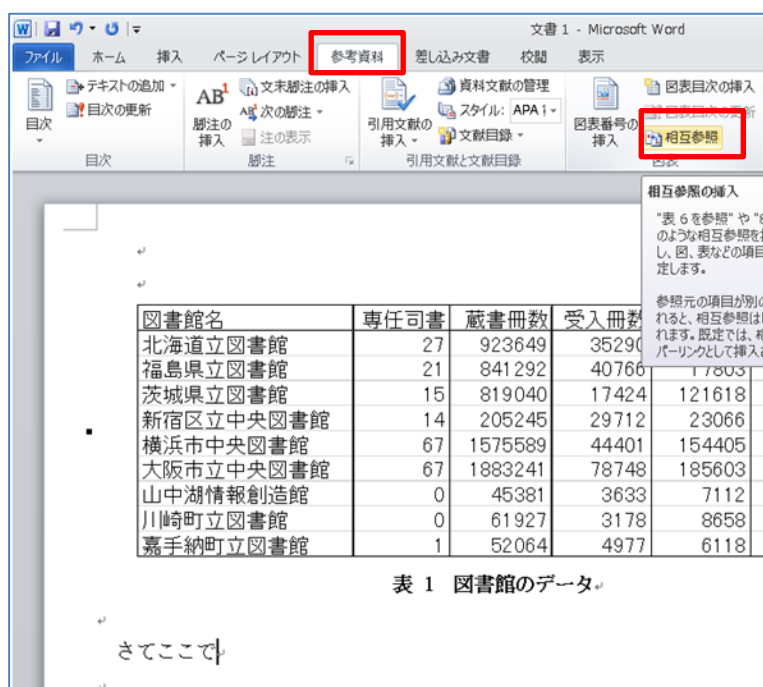 文書 1 - Microsoft Word
ファイル ホーム 挿入 ページ レイアウト 参考資料 差し込み文書 校閲 表示
テキストの追加
目次の更新
目次
目次
AB1
脚注の挿入
文末脚注の挿入
次の脚注
注の表示
脚注
引用文献の挿入
資料文献の管理
スタイル: APA
文献目録
引用文献と文献目録
図表番号の挿入
図表目次の挿入
図表目次の更新
相互参照
図表
相互参照の挿入
"表 6 を参照" や "8
のような相互参照を
し、図、表などの項目
定します。
参照元の項目が別の
れると、相互参照は
れます。既定では、相
パーリンクとして挿入
図書館名 専任司書 蔵書冊数 受入冊数
北海道立図書館 27 923649 35290
福島県立図書館 21 841292 40766 17803
茨城県立図書館 15 819040 17424 121618
新宿区立中央図書館 14 205245 29712 23066
横浜市中央図書館 67 1575589 44401 154405
大阪市立中央図書館 67 1883241 78748 185603
山中湖情報創造館 0 45381 3633 7112
川崎町立図書館 0 61927 3178 8658
嘉手納町立図書館 1 52064 4977 6118
表 1 図書館のデータ
さてここで